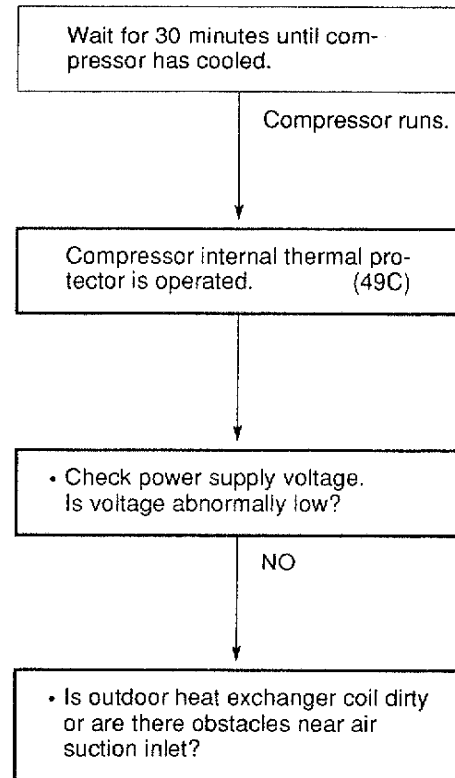 Wait for 30 minutes until com-
pressor has cooled.
Compressor runs.
Compressor internal thermal pro-
tector is operated. (49C)
• Check power supply voltage.
Is voltage abnormally low?
NO
• Is outdoor heat exchanger coil dirty
or are there obstacles near air
suction inlet?